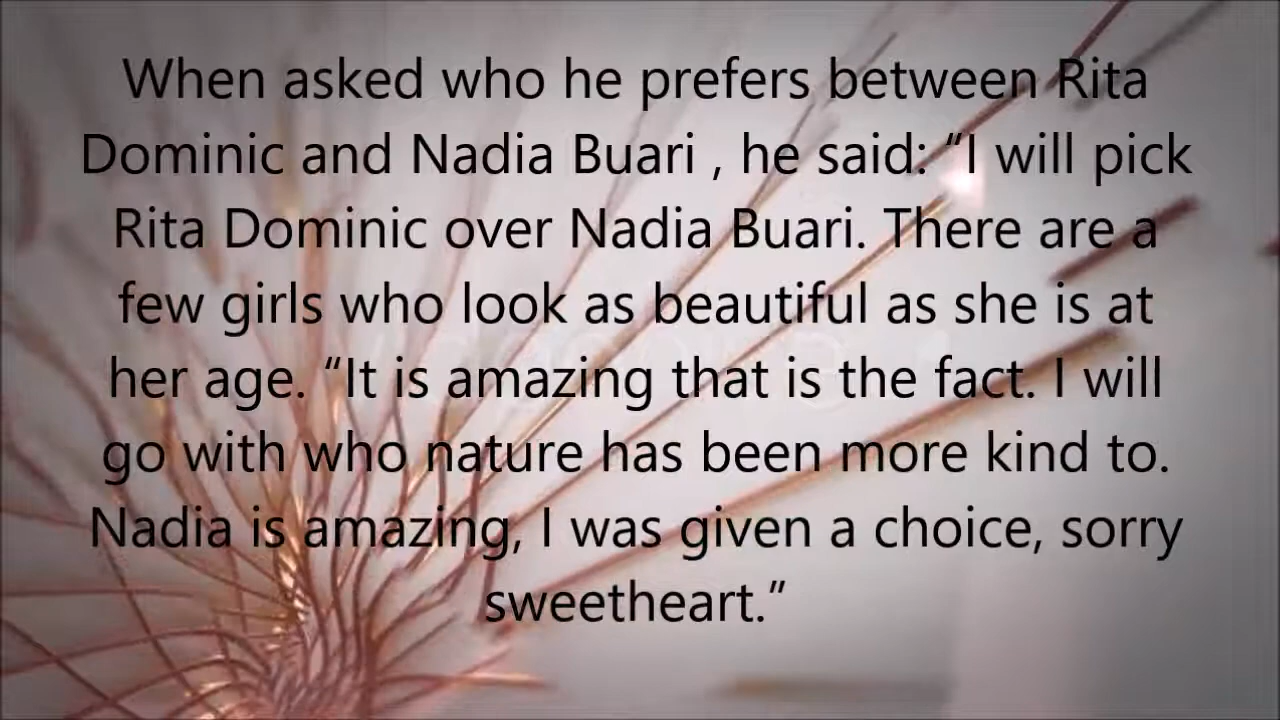 When asked who he prefers between Rita
Dominic and Nadia Buari , he said: “I will pick
Rita Dominic over Nadia Buari. There are a
few girls who look as beautiful as she is at
her age. “It is amazing that is the fact. I will
go with who nature has been more kind to.
Nadia is amazing, I was given a choice, sorry
sweetheart.”